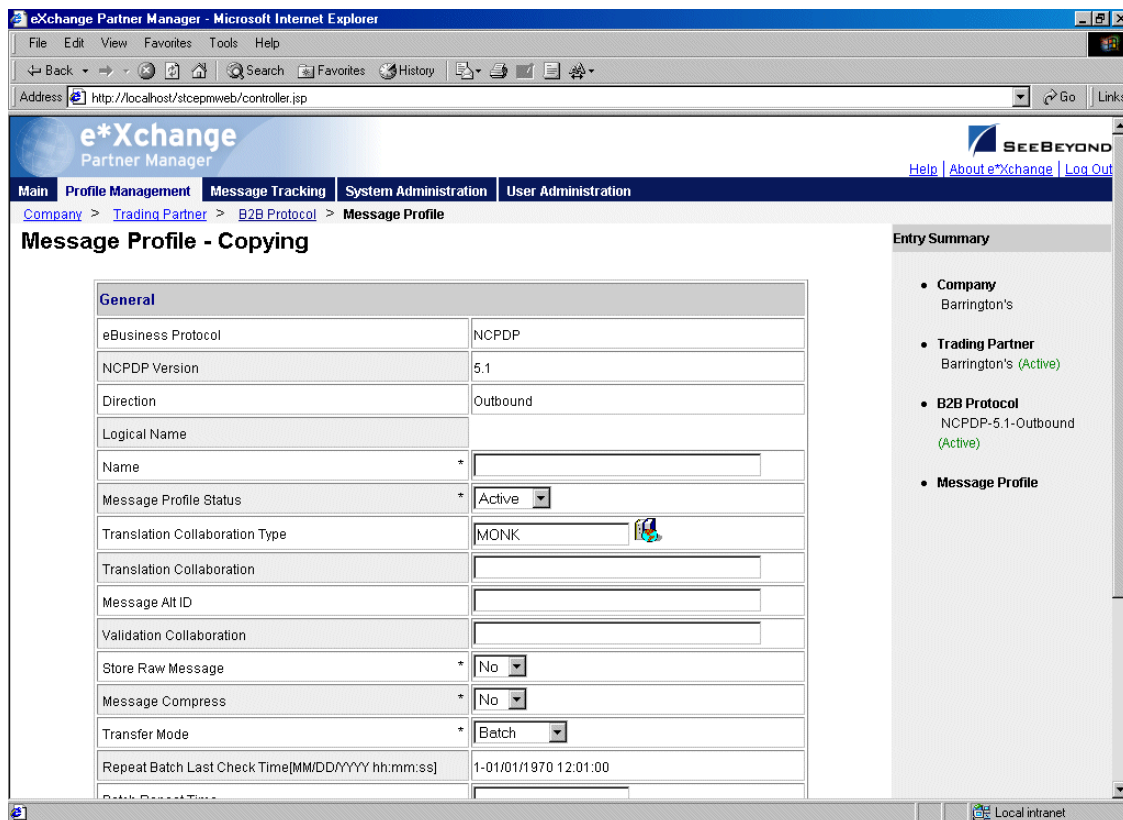 eXchange Partner Manager - Microsoft Internet Explorer
File Edit View Favorites Tools Help
Back Search Favorites History
Address http://localhost/stcepmweb/controller.jsp Go Links
e*Xchange
Partner Manager
SEEBEYOND
Help | About e*Xchange | Log Out
Main Profile Management Message Tracking System Administration User Administration
Company > Trading Partner > B2B Protocol > Message Profile
Message Profile - Copying
General
eBusiness Protocol NCPDP
NCPDP Version 5.1
Direction Outbound
Logical Name
Name *
Message Profile Status * Active
Translation Collaboration Type MONK
Translation Collaboration
Message Alt ID
Validation Collaboration
Store Raw Message * No
Message Compress * No
Transfer Mode * Batch
Repeat Batch Last Check Time[MM/DD/YYYY hh:mm:ss] 1-01/01/1970 12:01:00
Batch Repeat Time
Entry Summary
• Company
Barrington's
• Trading Partner
Barrington's (Active)
• B2B Protocol
NCPDP-5.1-Outbound
(Active)
• Message Profile
Local intranet